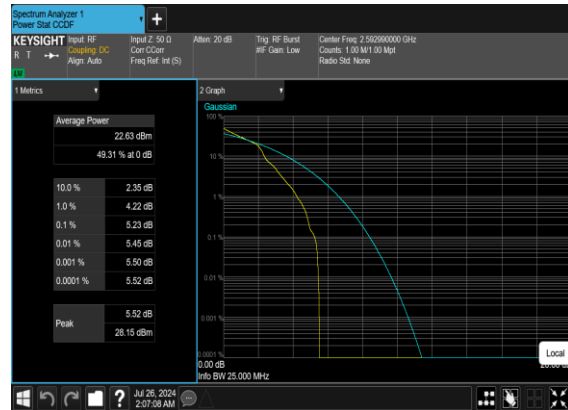 Spectrum Analyzer 1
Power Stat CCDF
KEYSIGHT
R T
LW
Input: RF
Coupling: DC
Align: Auto
Input Z: 50 Ω
Corr CCorr
Freq Ref: Int (S)
Atten: 20 dB
Trig: RF Burst
#IF Gain: Low
Center Freq: 2.592990000 GHz
Counts: 1.00 M/1.00 Mpt
Radio Std: None
1 Metrics
Average Power
22.63 dBm
49.31 % at 0 dB
10.0 % 2.35 dB
1.0 % 4.22 dB
0.1 % 5.23 dB
0.01 % 5.45 dB
0.001 % 5.50 dB
0.0001 % 5.52 dB
Peak
5.52 dB
28.15 dBm
2 Graph
Gaussian
100 %
10 %
1 %
0.1 %
0.01 %
0.001 %
0.0001 %
0.00 dB
Info BW 25.000 MHz
Local
Jul 26, 2024
2:07:08 AM